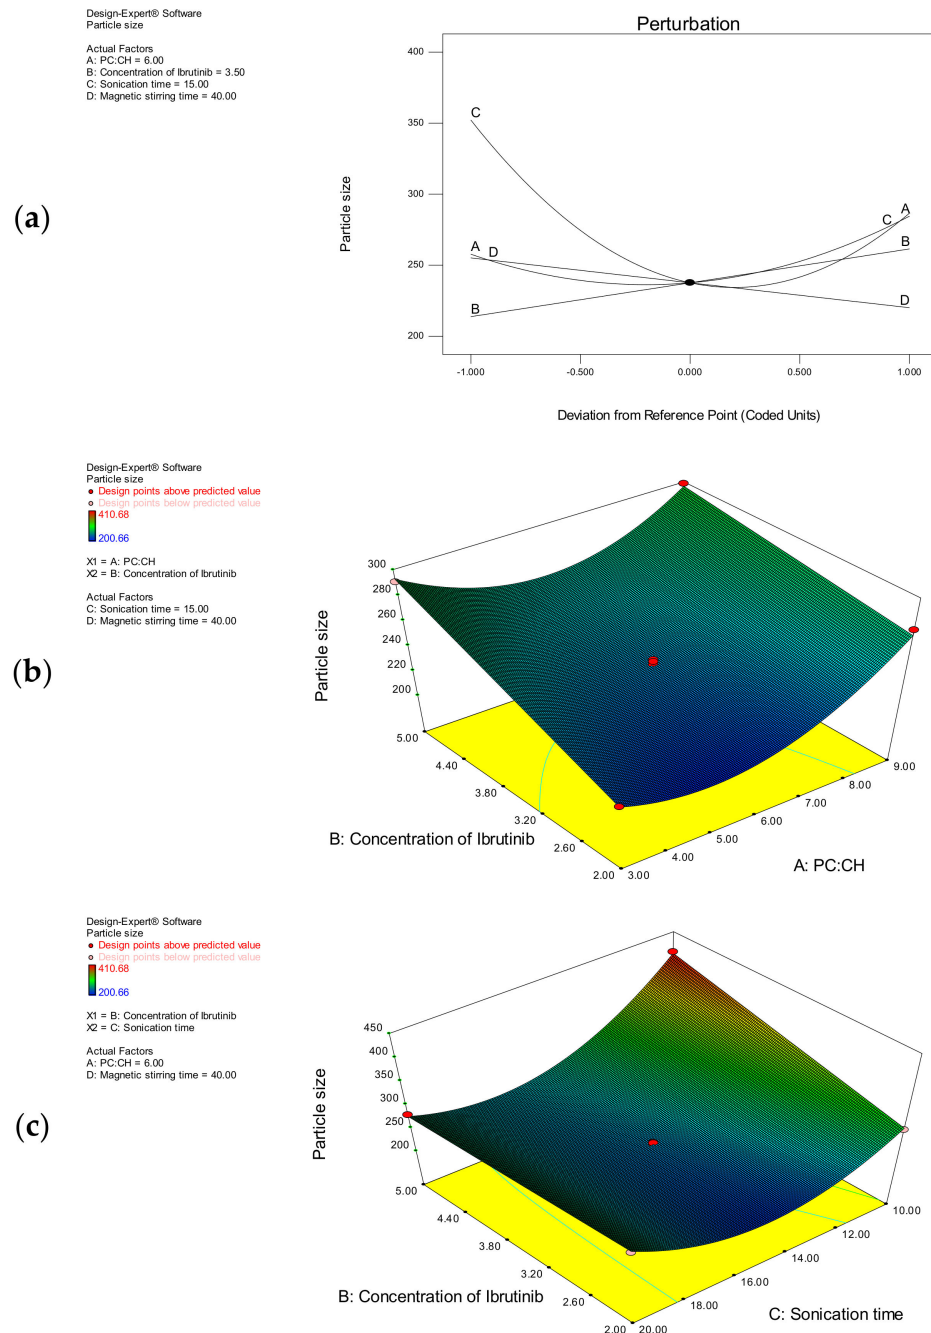 Design-Expert® Software
Particle size
Actual Factors
A: PC:CH = 6.00
B: Concentration of Ibrutinib = 3.50
C: Sonication time = 15.00
D: Magnetic stirring time = 40.00
(a)
Perturbation
Particle size
400
350
300
250
200
C
A
D
B
A
C
B
D
-1.000
-0.500
0.000
0.500
1.000
Deviation from Reference Point (Coded Units)
Design-Expert® Software
Particle size
Design points above predicted value
Design points below predicted value
410.68
200.66
X1 = A: PC:CH
X2 = B: Concentration of Ibrutinib
Actual Factors
C: Sonication time = 15.00
D: Magnetic stirring time = 40.00
(b)
Particle size
300
280
260
240
220
200
5.00
4.40
3.80
3.20
2.60
2.00
3.00
4.00
5.00
6.00
7.00
8.00
9.00
B: Concentration of Ibrutinib
A: PC:CH
Design-Expert® Software
Particle size
Design points above predicted value
Design points below predicted value
410.68
200.66
X1 = B: Concentration of Ibrutinib
X2 = C: Sonication time
Actual Factors
A: PC:CH = 6.00
D: Magnetic stirring time = 40.00
(c)
Particle size
450
400
350
300
250
200
5.00
4.40
3.80
3.20
2.60
2.00
20.00
18.00
16.00
14.00
12.00
10.00
B: Concentration of Ibrutinib
C: Sonication time